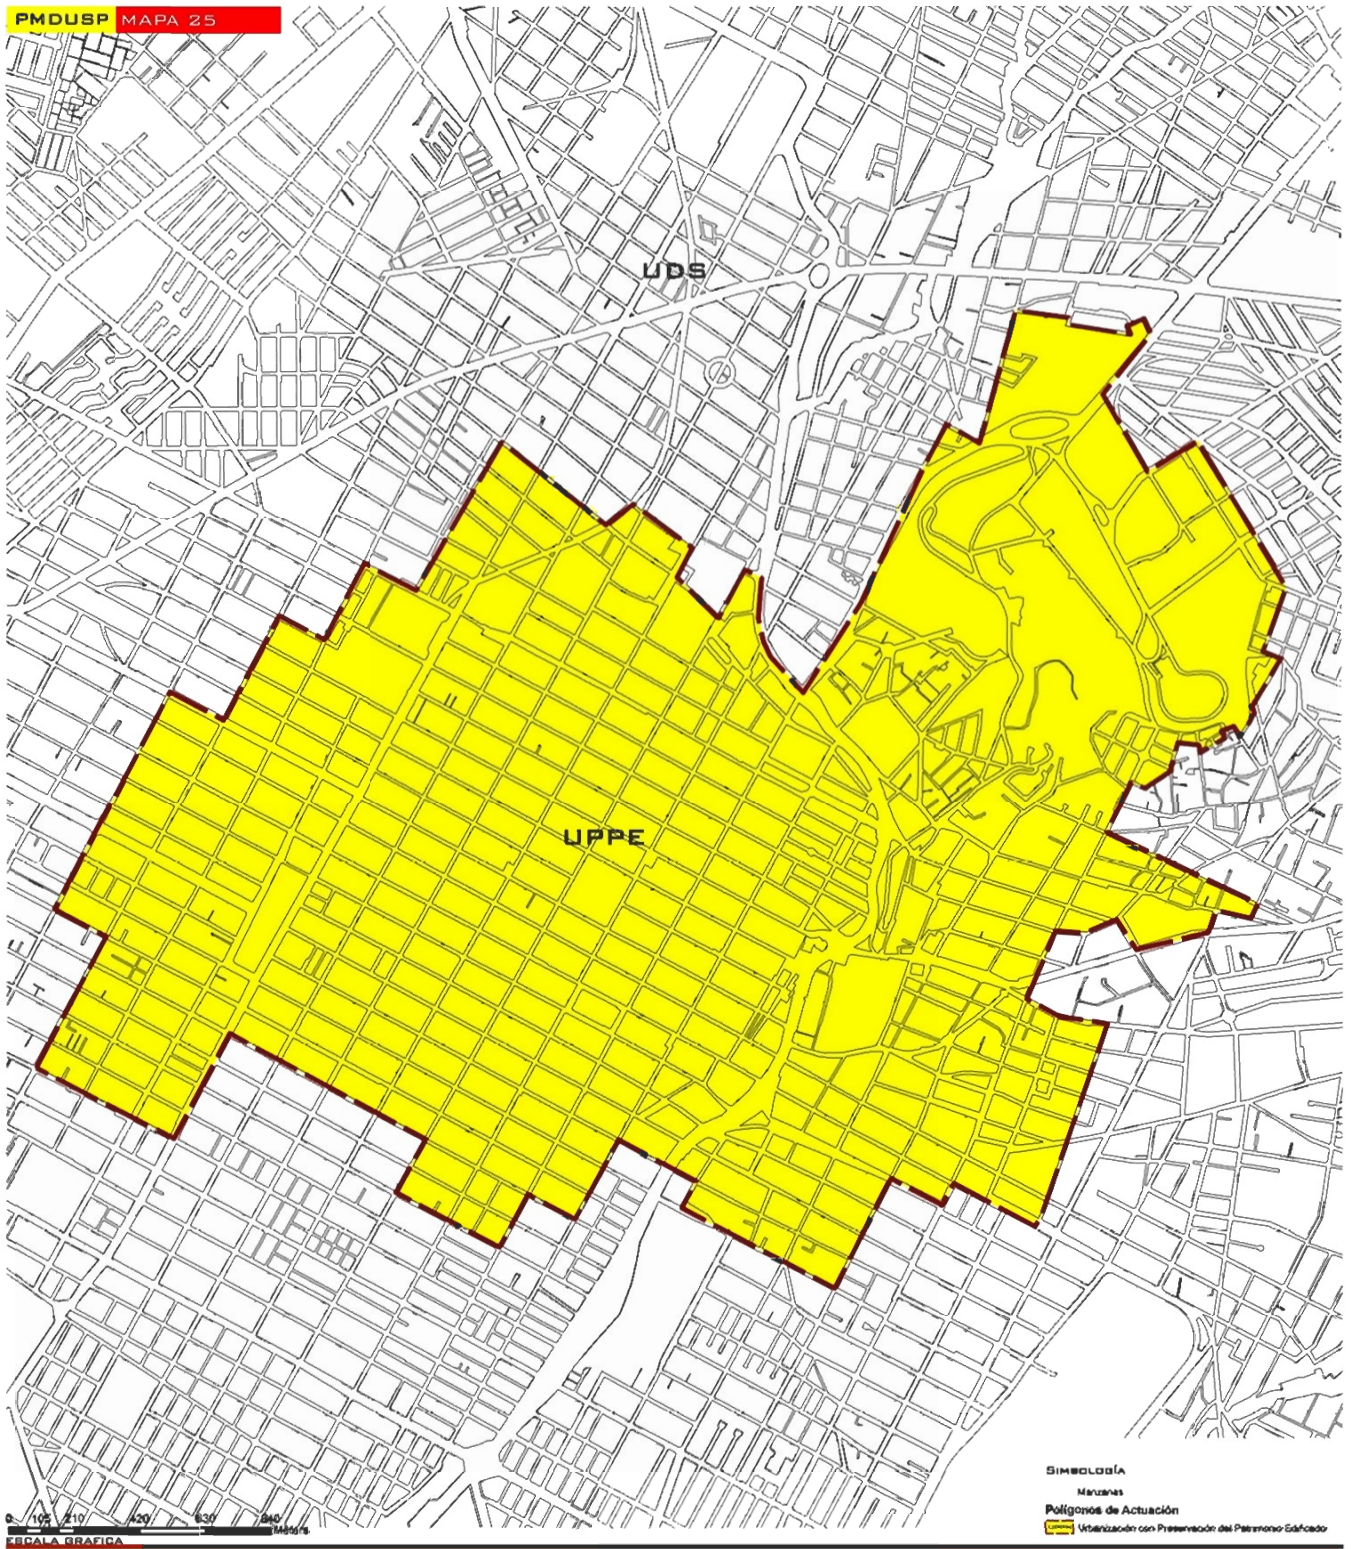 PMDUSP MAPA 25
UDS
UPPE
SIMBOLOGÍA
Manzanas
Polígonos de Actuación
Urbanización con Preservación del Patrimonio Edificado
0 105 210 420 630 840
Meters
ESCALA GRAFICA